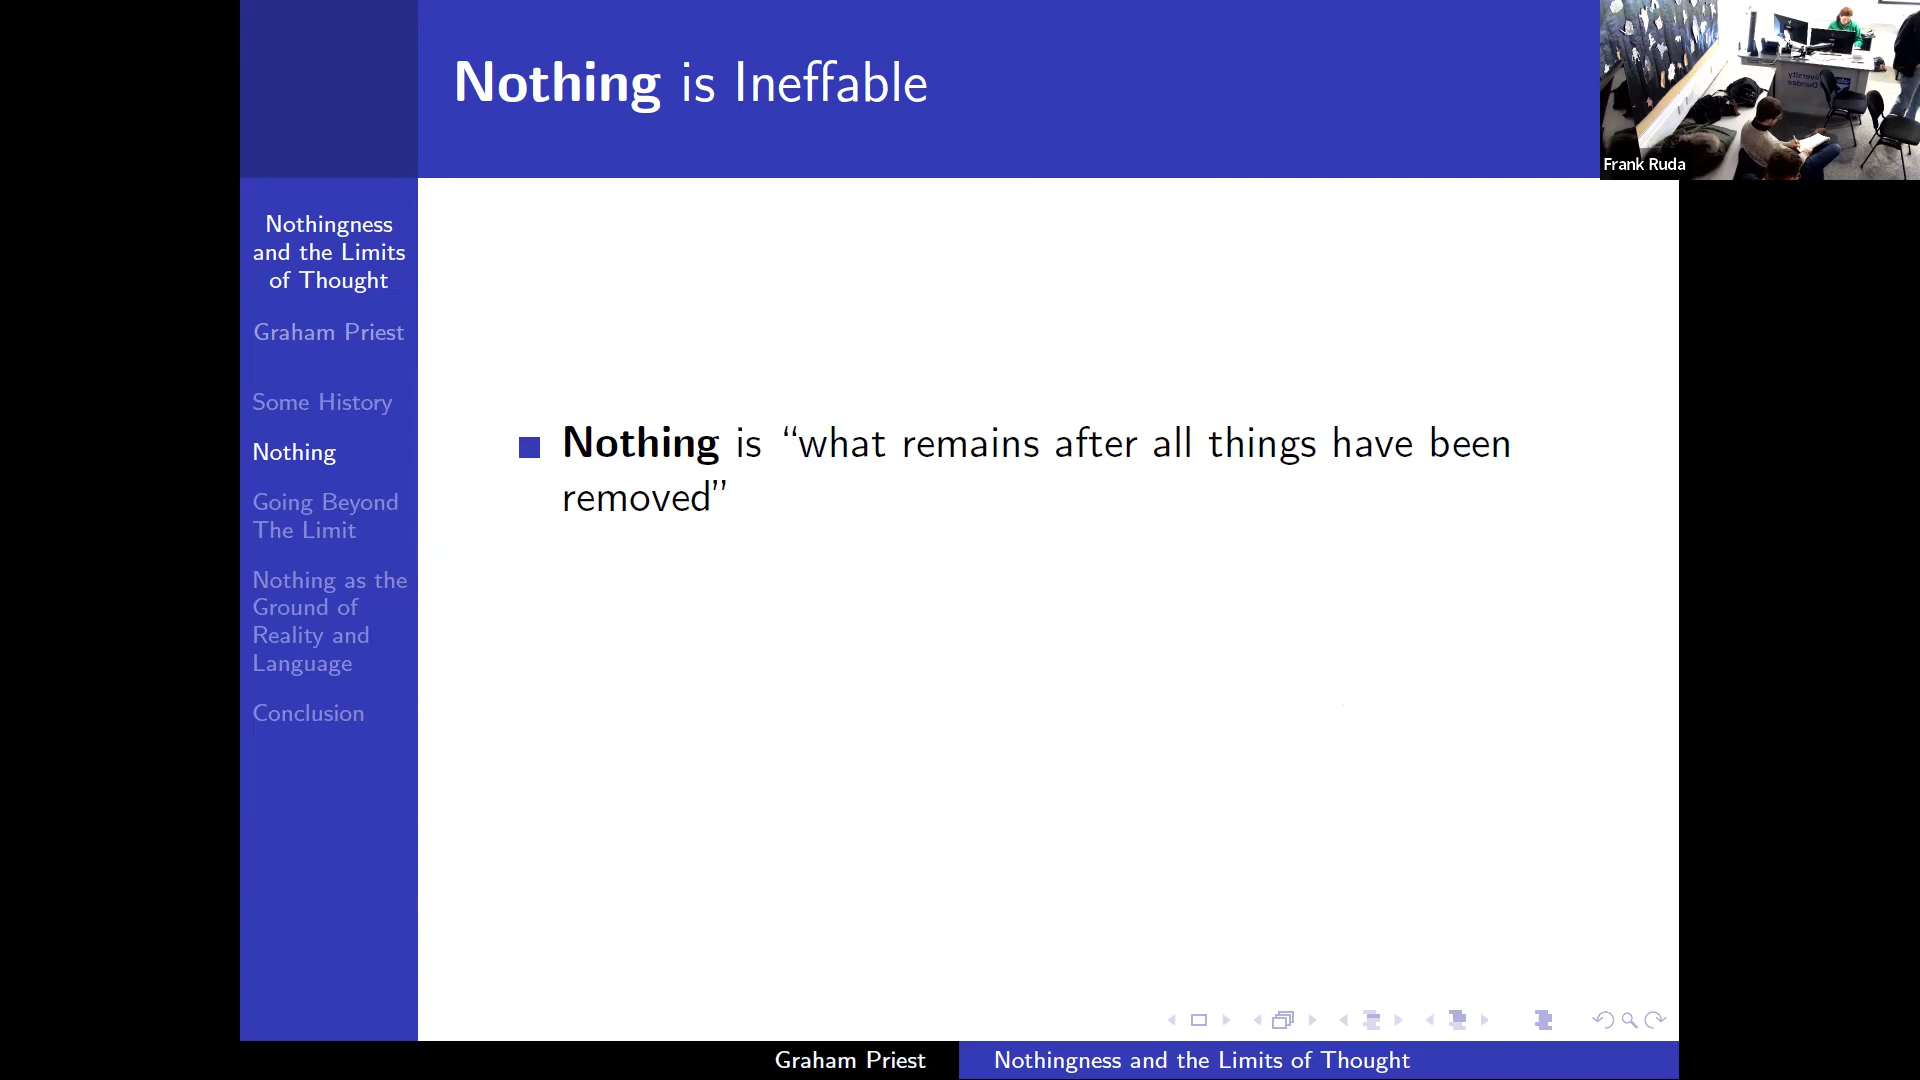 Nothing is Ineffable
Frank Ruda
Nothingness
and the Limits
of Thought
Graham Priest
Some History
Nothing
Going Beyond
The Limit
Nothing as the
Ground of
Reality and
Language
Conclusion
Nothing is “what remains after all things have been
removed”
Graham Priest
Nothingness and the Limits of Thought